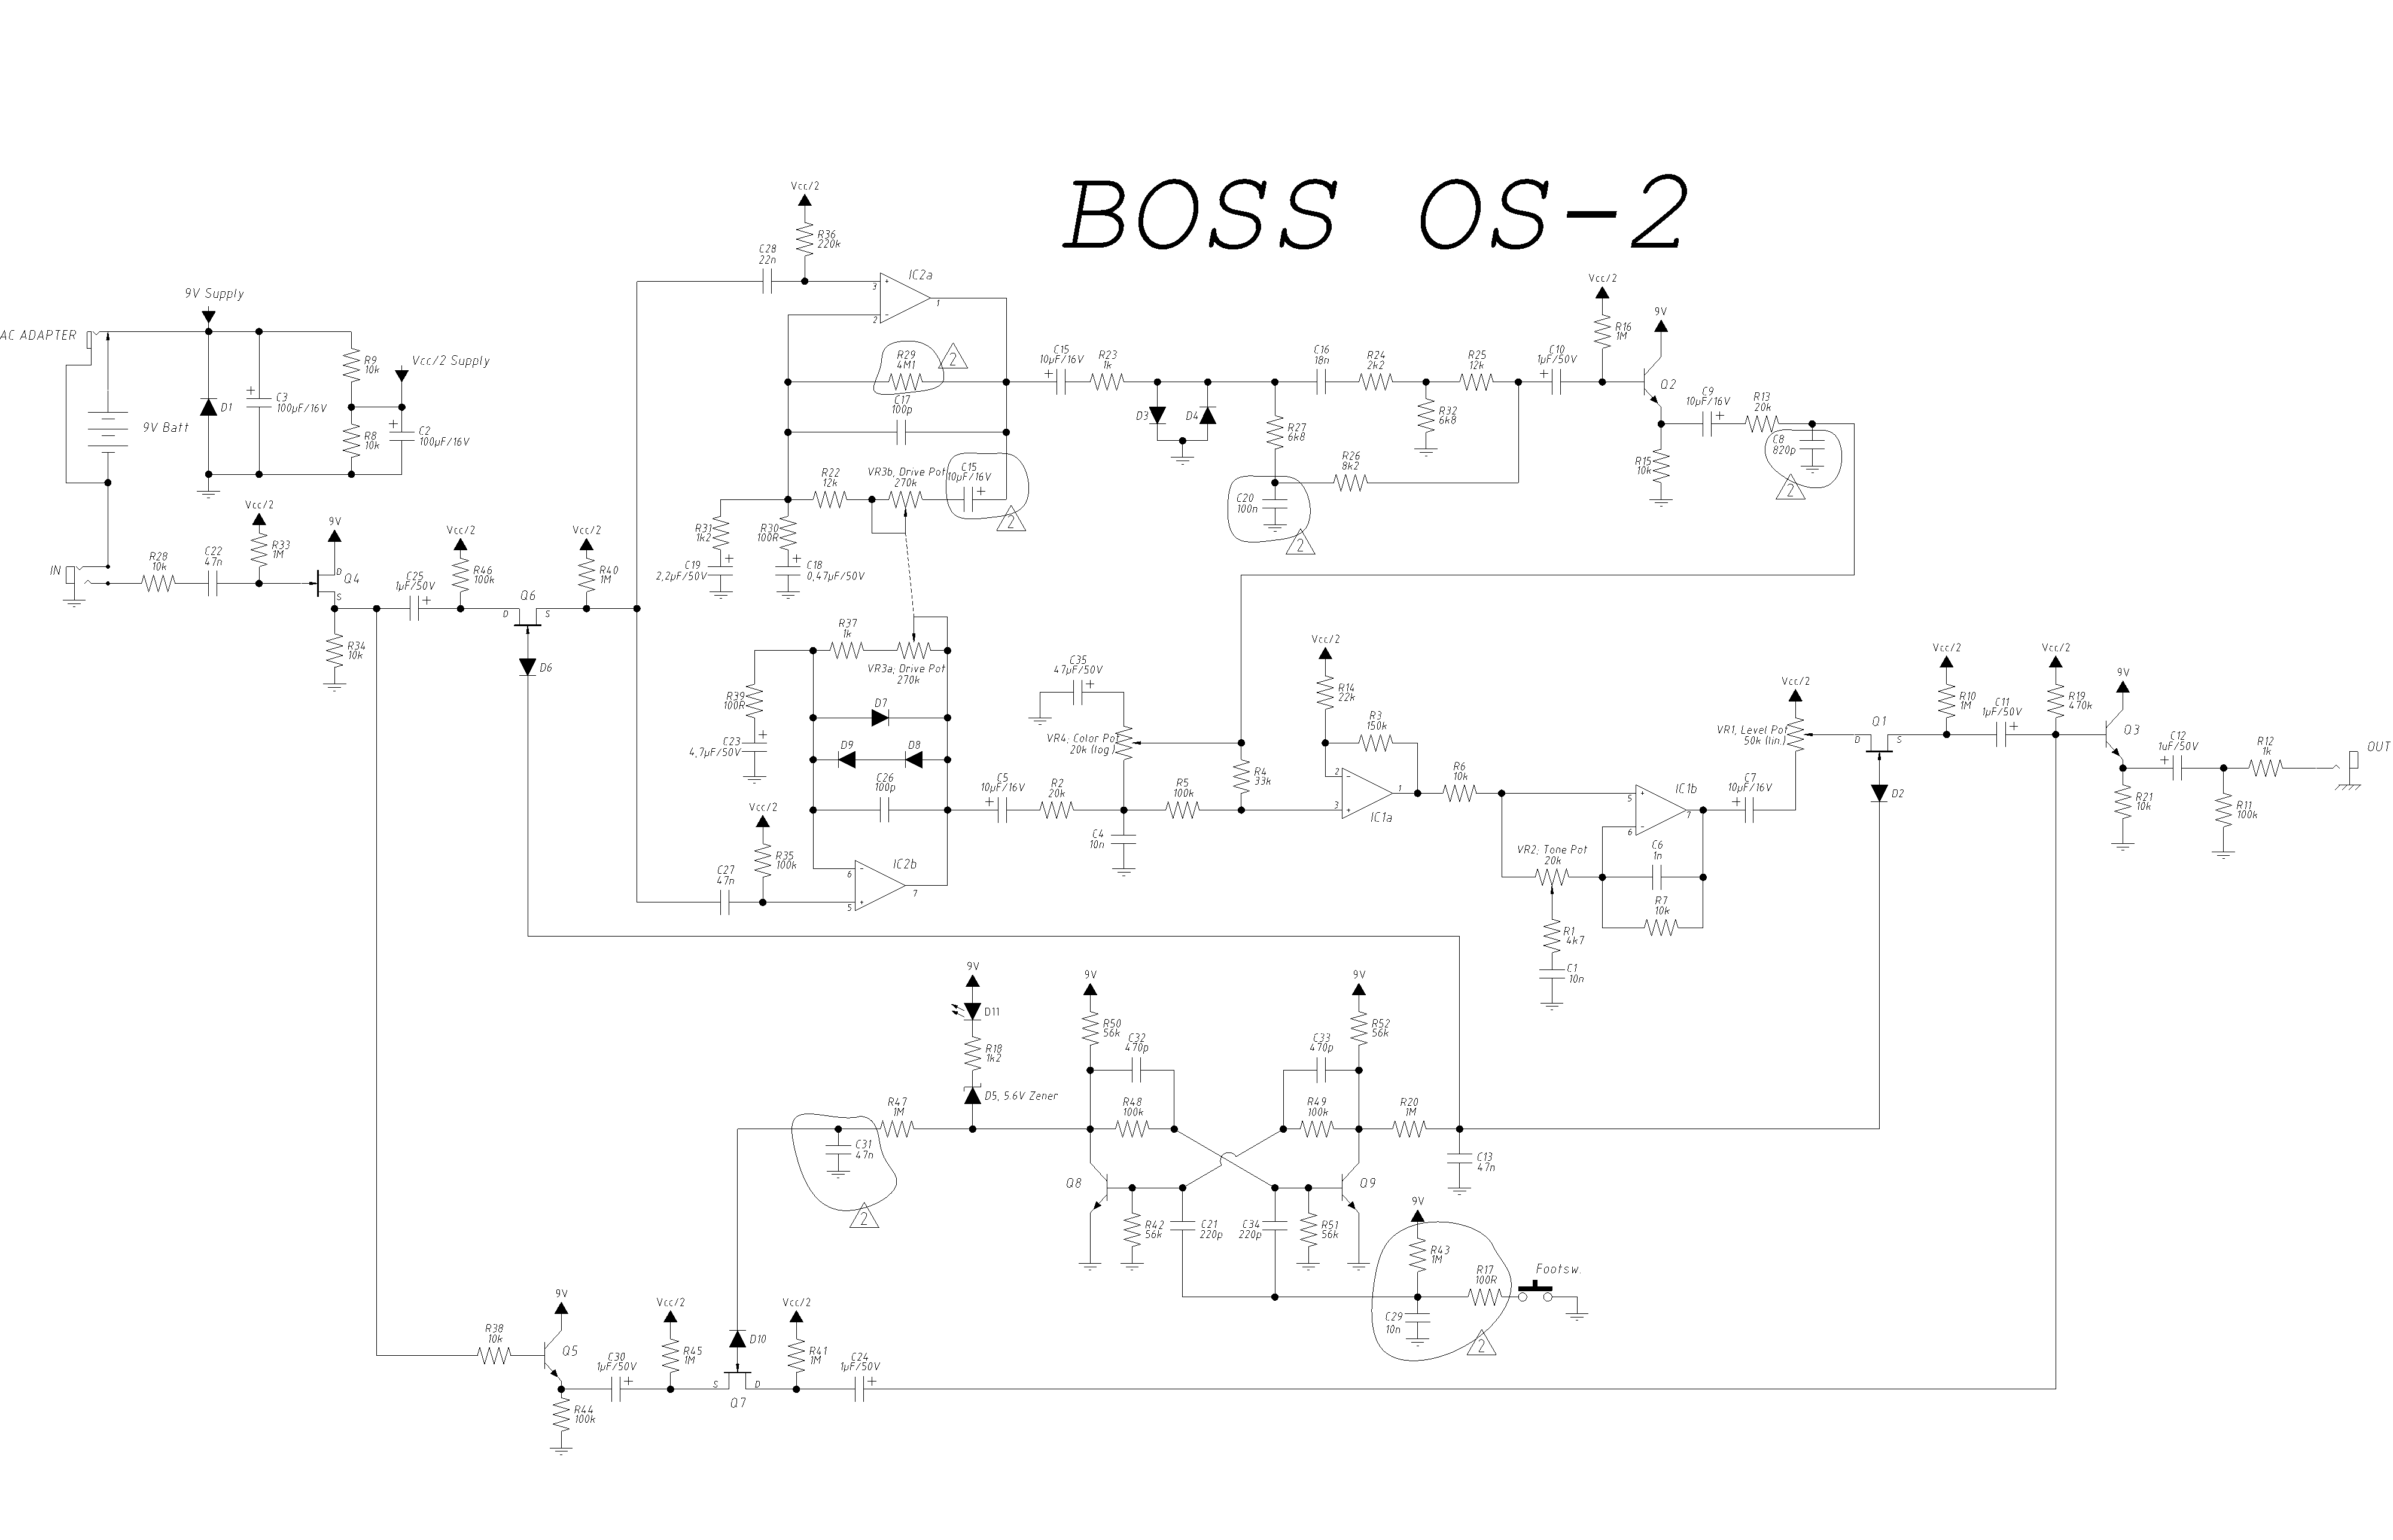 BOSS OS-2
Vcc/2
R36
220k
C28
22n
IC2a
3
+
2
-
1
9V Supply
AC ADAPTER
9V Batt
D1
+
C3
100µF/16V
R9
10k
Vcc/2 Supply
R8
10k
+
C2
100µF/16V
R29
4M1
2
C17
100p
R22
12k
VR3b, Drive Pot
270k
C15
10µF/16V
+
2
R31
1k2
R30
100R
+
C19
2,2µF/50V
+
C18
0,47µF/50V
C15
10µF/16V
+
R23
1k
D3
D4
C16
18n
R24
2k2
R25
12k
R32
6k8
R27
6k8
R26
8k2
C20
100n
2
C10
1µF/50V
+
Vcc/2
R16
1M
9V
Q2
R15
10k
C9
10µF/16V
+
R13
20k
C8
820p
2
IN
R28
10k
C22
47n
Vcc/2
R33
1M
9V
D
Q4
S
R34
10k
C25
1µF/50V
+
Vcc/2
R46
100k
Q6
D
S
D6
Vcc/2
R40
1M
R37
1k
VR3a; Drive Pot
270k
R39
100R
+
C23
4,7µF/50V
D7
D9
D8
C26
100p
Vcc/2
R35
100k
C27
47n
IC2b
6
-
5
+
7
C5
10µF/16V
+
R2
20k
C35
47µF/50V
+
VR4; Color Pot
20k (log)
C4
10n
R5
100k
R4
33k
Vcc/2
R14
22k
R3
150k
2
-
3
+
1
IC1a
R6
10k
IC1b
5
+
6
-
7
VR2; Tone Pot
20k
C6
1n
R7
10k
R1
4k7
C1
10n
C7
10µF/16V
+
Vcc/2
VR1, Level Pot
50k (lin.)
Q1
D
S
D2
Vcc/2
R10
1M
C11
1µF/50V
+
Vcc/2
R19
470k
9V
Q3
R21
10k
C12
1uF/50V
+
R12
1k
R11
100k
OUT
9V
D11
R18
1k2
D5, 5.6V Zener
9V
R50
56k
C32
470p
C33
470p
9V
R52
56k
R47
1M
R48
100k
R49
100k
R20
1M
C31
47n
2
Q8
Q9
C13
47n
R42
56k
C21
220p
C34
220p
R51
56k
9V
R43
1M
R17
100R
Footsw.
C29
10n
2
R38
10k
9V
Q5
R44
100k
C30
1µF/50V
+
Vcc/2
R45
1M
D10
S
D
Q7
Vcc/2
R41
1M
C24
1µF/50V
+